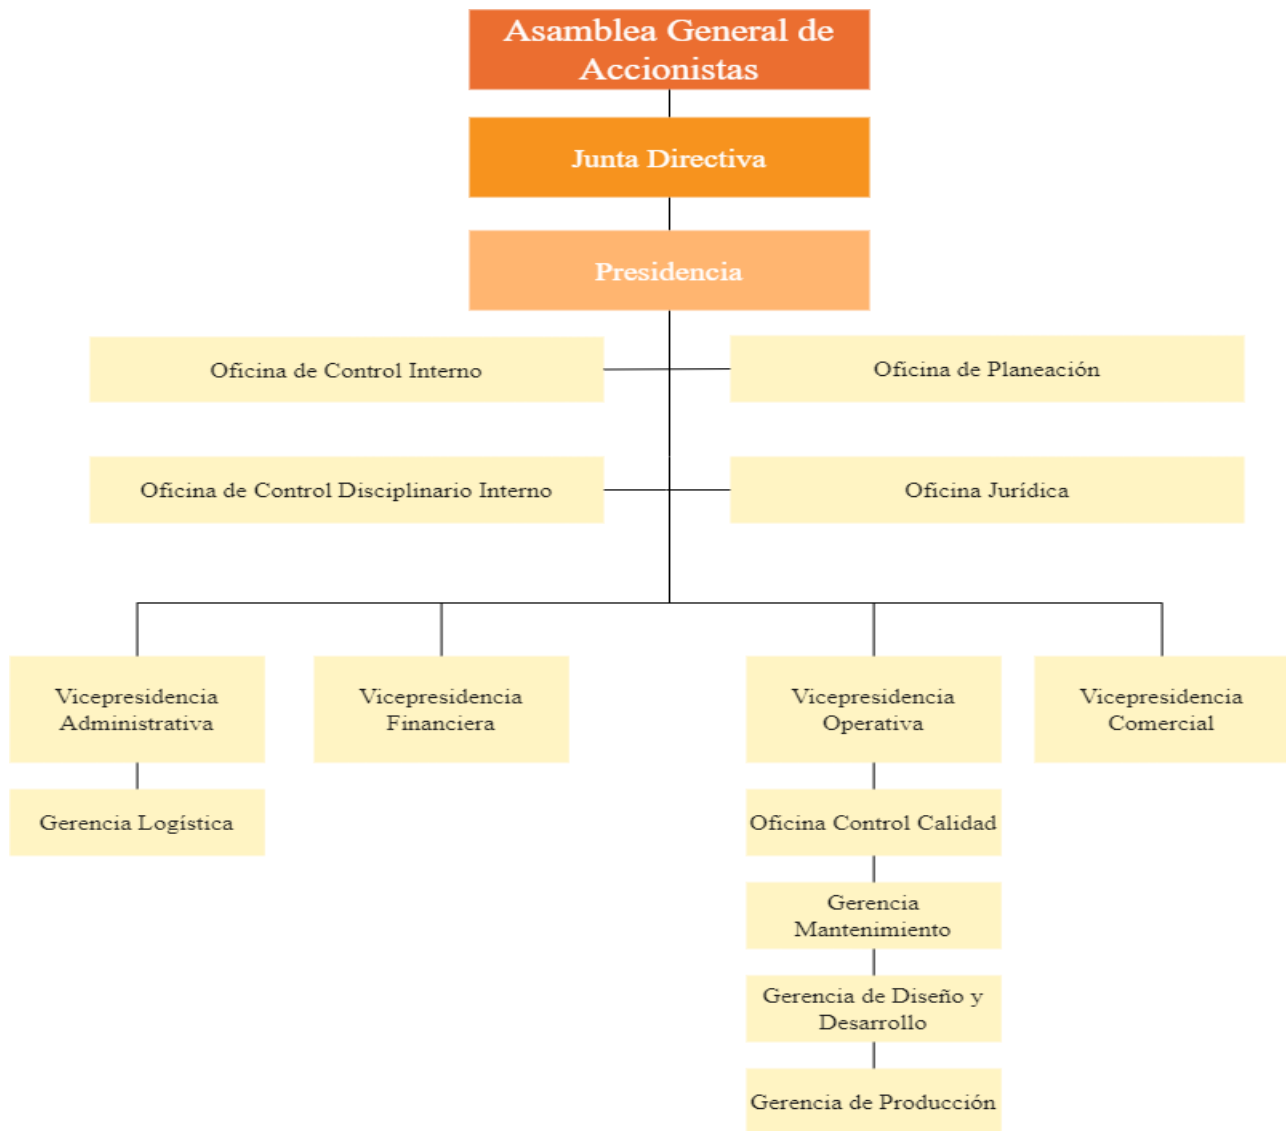 Asamblea General de
Accionistas
Junta Directiva
Presidencia
Oficina de Control Interno
Oficina de Planeación
Oficina de Control Disciplinario Interno
Oficina Jurídica
Vicepresidencia
Administrativa
Vicepresidencia
Financiera
Vicepresidencia
Operativa
Vicepresidencia
Comercial
Gerencia Logística
Oficina Control Calidad
Gerencia
Mantenimiento
Gerencia de Diseño y
Desarrollo
Gerencia de Producción